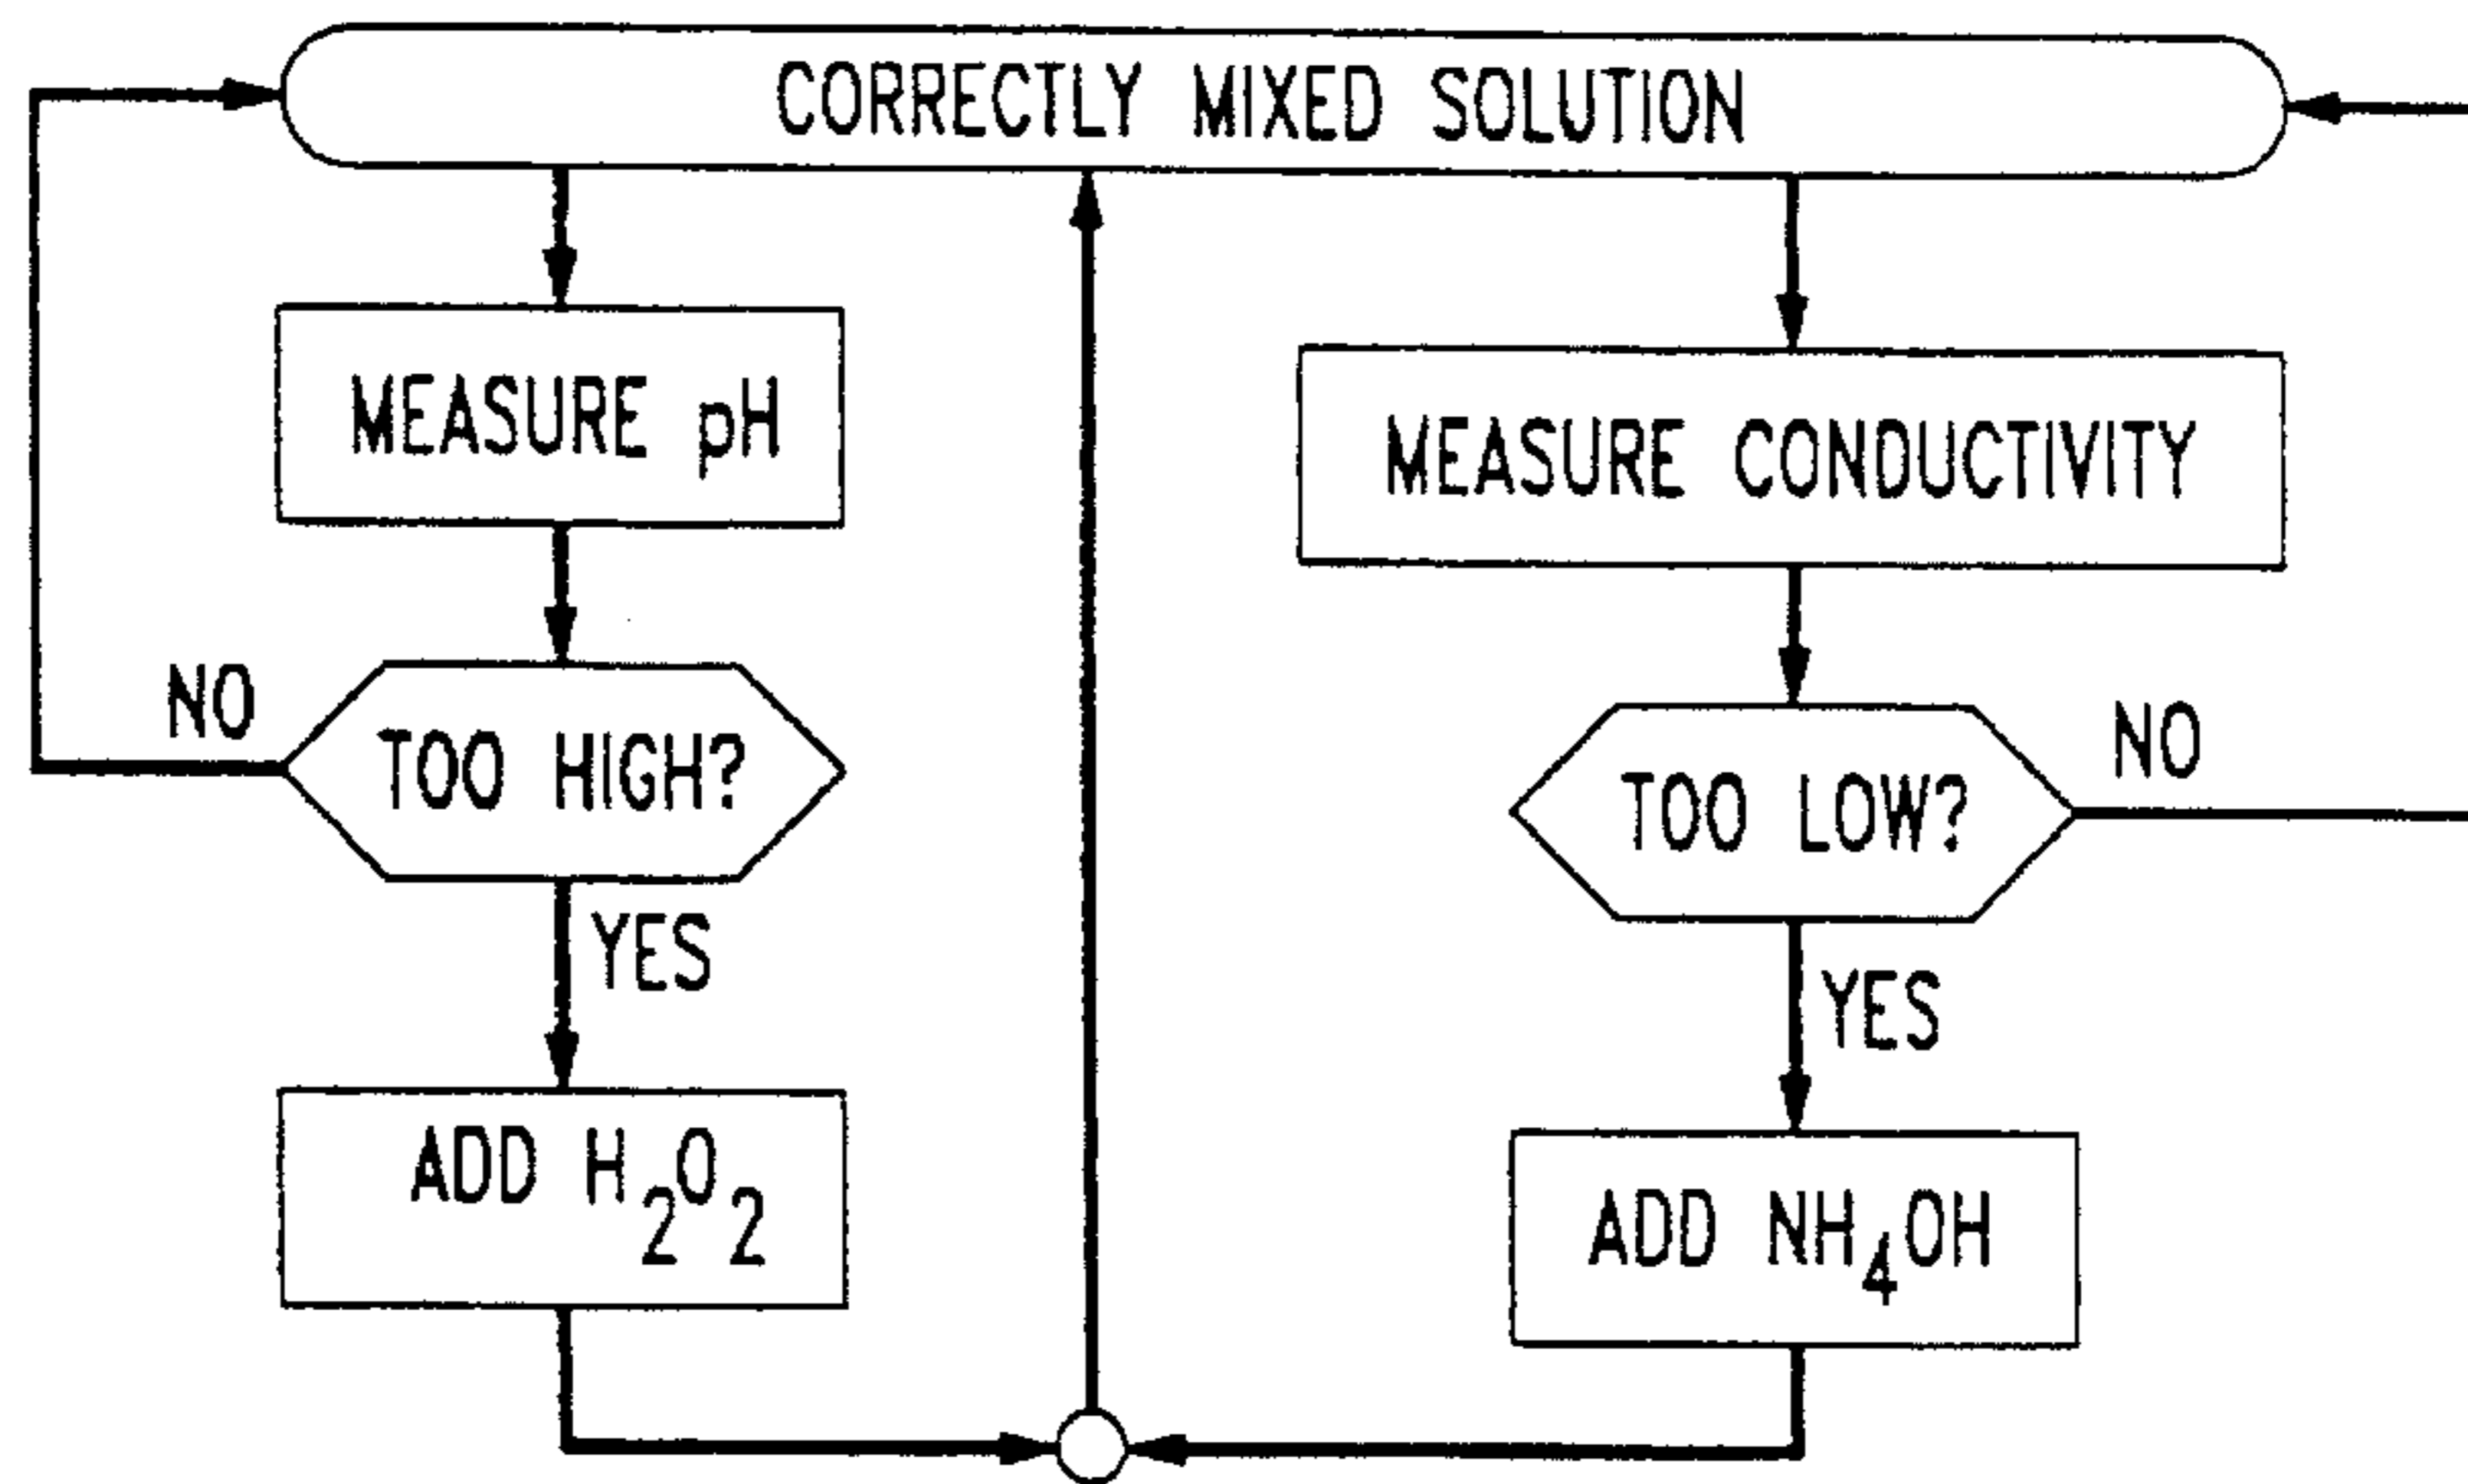 CORRECTLY MIXED SOLUTION
MEASURE pH
TOO HIGH?
NO
YES
ADD H2O2
MEASURE CONDUCTIVITY
TOO LOW?
NO
YES
ADD NH4OH